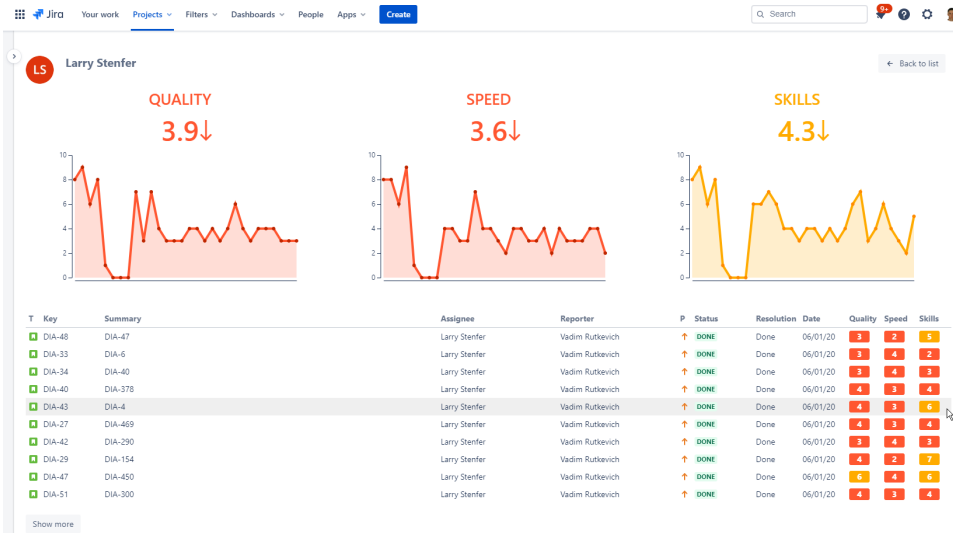 Jira Your work Projects Filters Dashboards People Apps Create Search 9+
LS Larry Stenfer ← Back to list
QUALITY SPEED SKILLS
3.9↓ 3.6↓ 4.3↓
10 10 10
8 8 8
6 6 6
4 4 4
2 2 2
0 0 0
T Key Summary Assignee Reporter P Status Resolution Date Quality Speed Skills
DIA-48 DIA-47 Larry Stenfer Vadim Rutkevich ↑ DONE Done 06/01/20 3 2 5
DIA-33 DIA-6 Larry Stenfer Vadim Rutkevich ↑ DONE Done 06/01/20 3 4 2
DIA-34 DIA-40 Larry Stenfer Vadim Rutkevich ↑ DONE Done 06/01/20 3 4 3
DIA-40 DIA-378 Larry Stenfer Vadim Rutkevich ↑ DONE Done 06/01/20 4 3 4
DIA-43 DIA-4 Larry Stenfer Vadim Rutkevich ↑ DONE Done 06/01/20 4 3 6
DIA-27 DIA-469 Larry Stenfer Vadim Rutkevich ↑ DONE Done 06/01/20 4 3 4
DIA-42 DIA-290 Larry Stenfer Vadim Rutkevich ↑ DONE Done 06/01/20 3 4 3
DIA-29 DIA-154 Larry Stenfer Vadim Rutkevich ↑ DONE Done 06/01/20 4 2 7
DIA-47 DIA-450 Larry Stenfer Vadim Rutkevich ↑ DONE Done 06/01/20 6 4 6
DIA-51 DIA-300 Larry Stenfer Vadim Rutkevich ↑ DONE Done 06/01/20 4 3 4
Show more